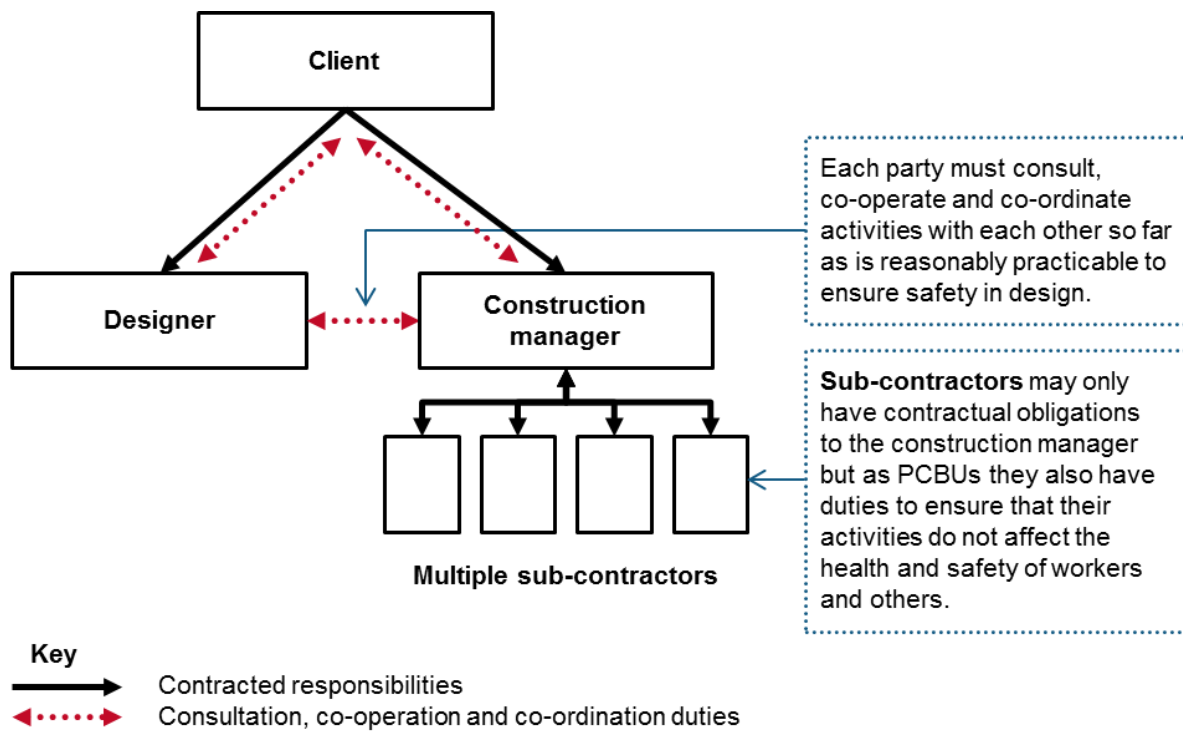 Client
Each party must consult,
co-operate and co-ordinate
activities with each other so far
as is reasonably practicable to
ensure safety in design.
Designer
Construction
manager
Sub-contractors may only
have contractual obligations
to the construction manager
but as PCBUs they also have
duties to ensure that their
activities do not affect the
health and safety of workers
and others.
Multiple sub-contractors
Key
Contracted responsibilities
Consultation, co-operation and co-ordination duties